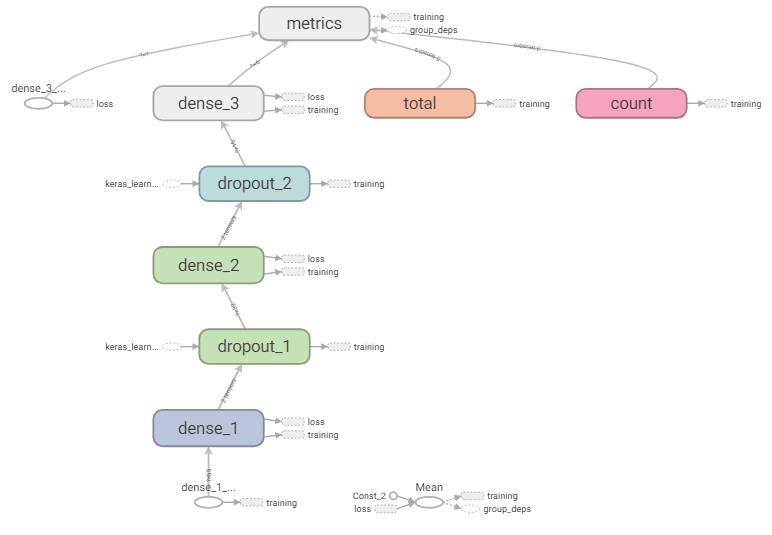 metrics
training
group_deps
dense_3_...
loss
dense_3
loss
training
total
training
count
training
keras_learn...
dropout_2
training
dense_2
loss
training
keras_learn...
dropout_1
training
dense_1
loss
training
dense_1_...
training
Mean
Const_2
loss
training
group_deps